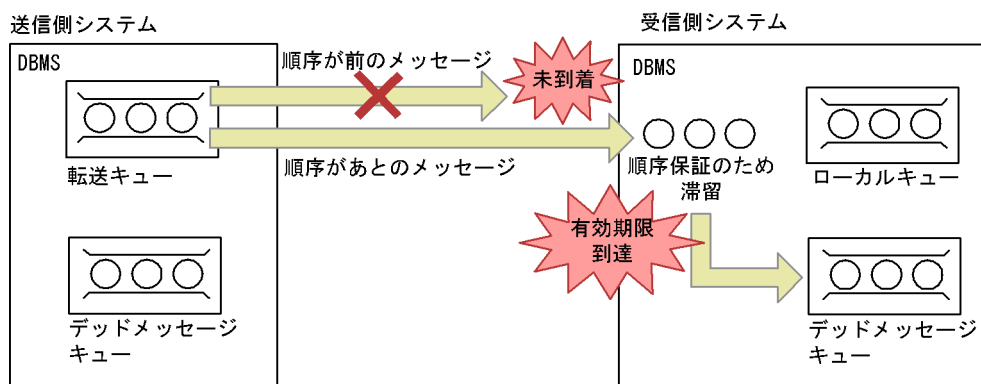 送信側システム
受信側システム
DBMS
順序が前のメッセージ
未到着
DBMS
転送キュー
順序があとのメッセージ
順序保証のため
滞留
ローカルキュー
有効期限
到達
デッドメッセージ
キュー
デッドメッセージ
キュー